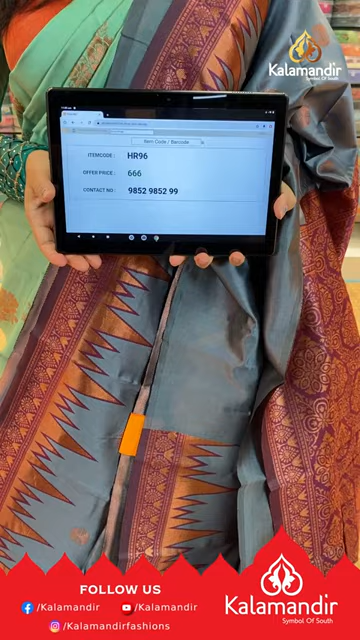 Kalamandir
Symbol Of South
Item Code / Barcode
ITEMCODE : HR96
OFFER PRICE : 666
CONTACT NO : 9852 9852 99
FOLLOW US
/Kalamandir /Kalamandir
/Kalamandirfashions
Kalamandir
Symbol Of South